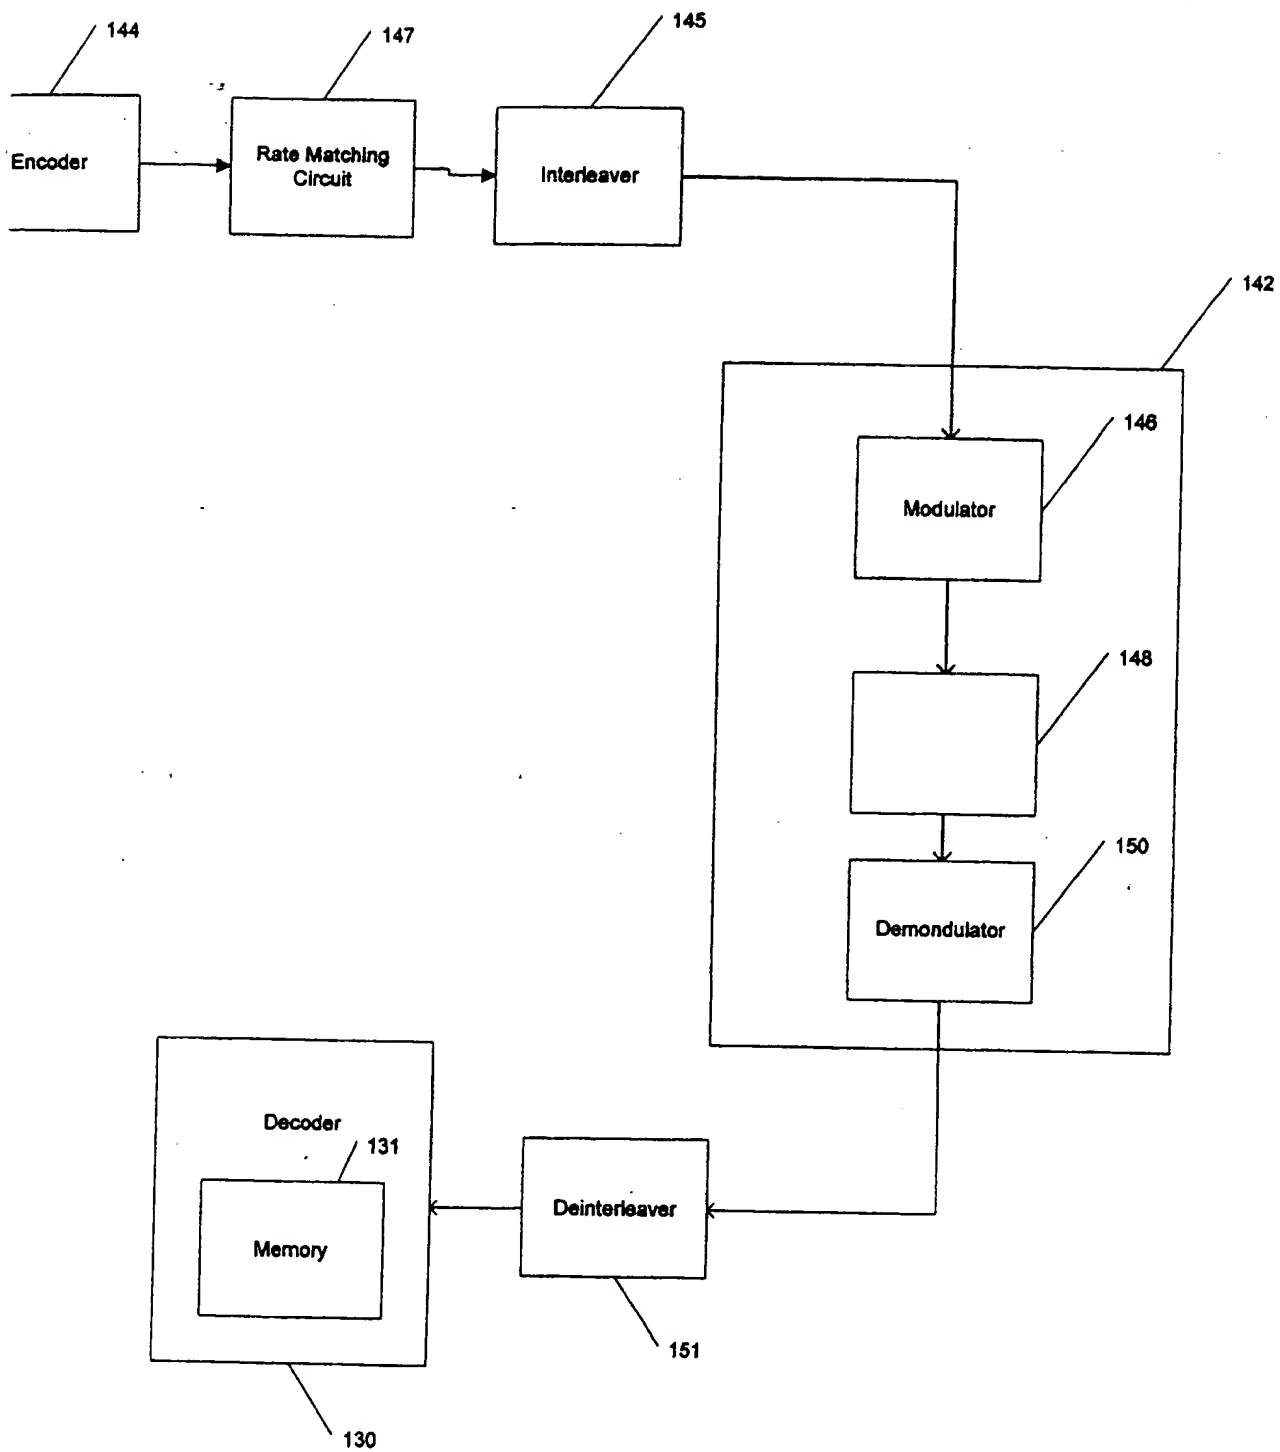 144
147
145
Encoder
Rate Matching
Circuit
Interleaver
142
146
Modulator
148
150
Demondulator
Decoder
131
Memory
Deinterleaver
151
130